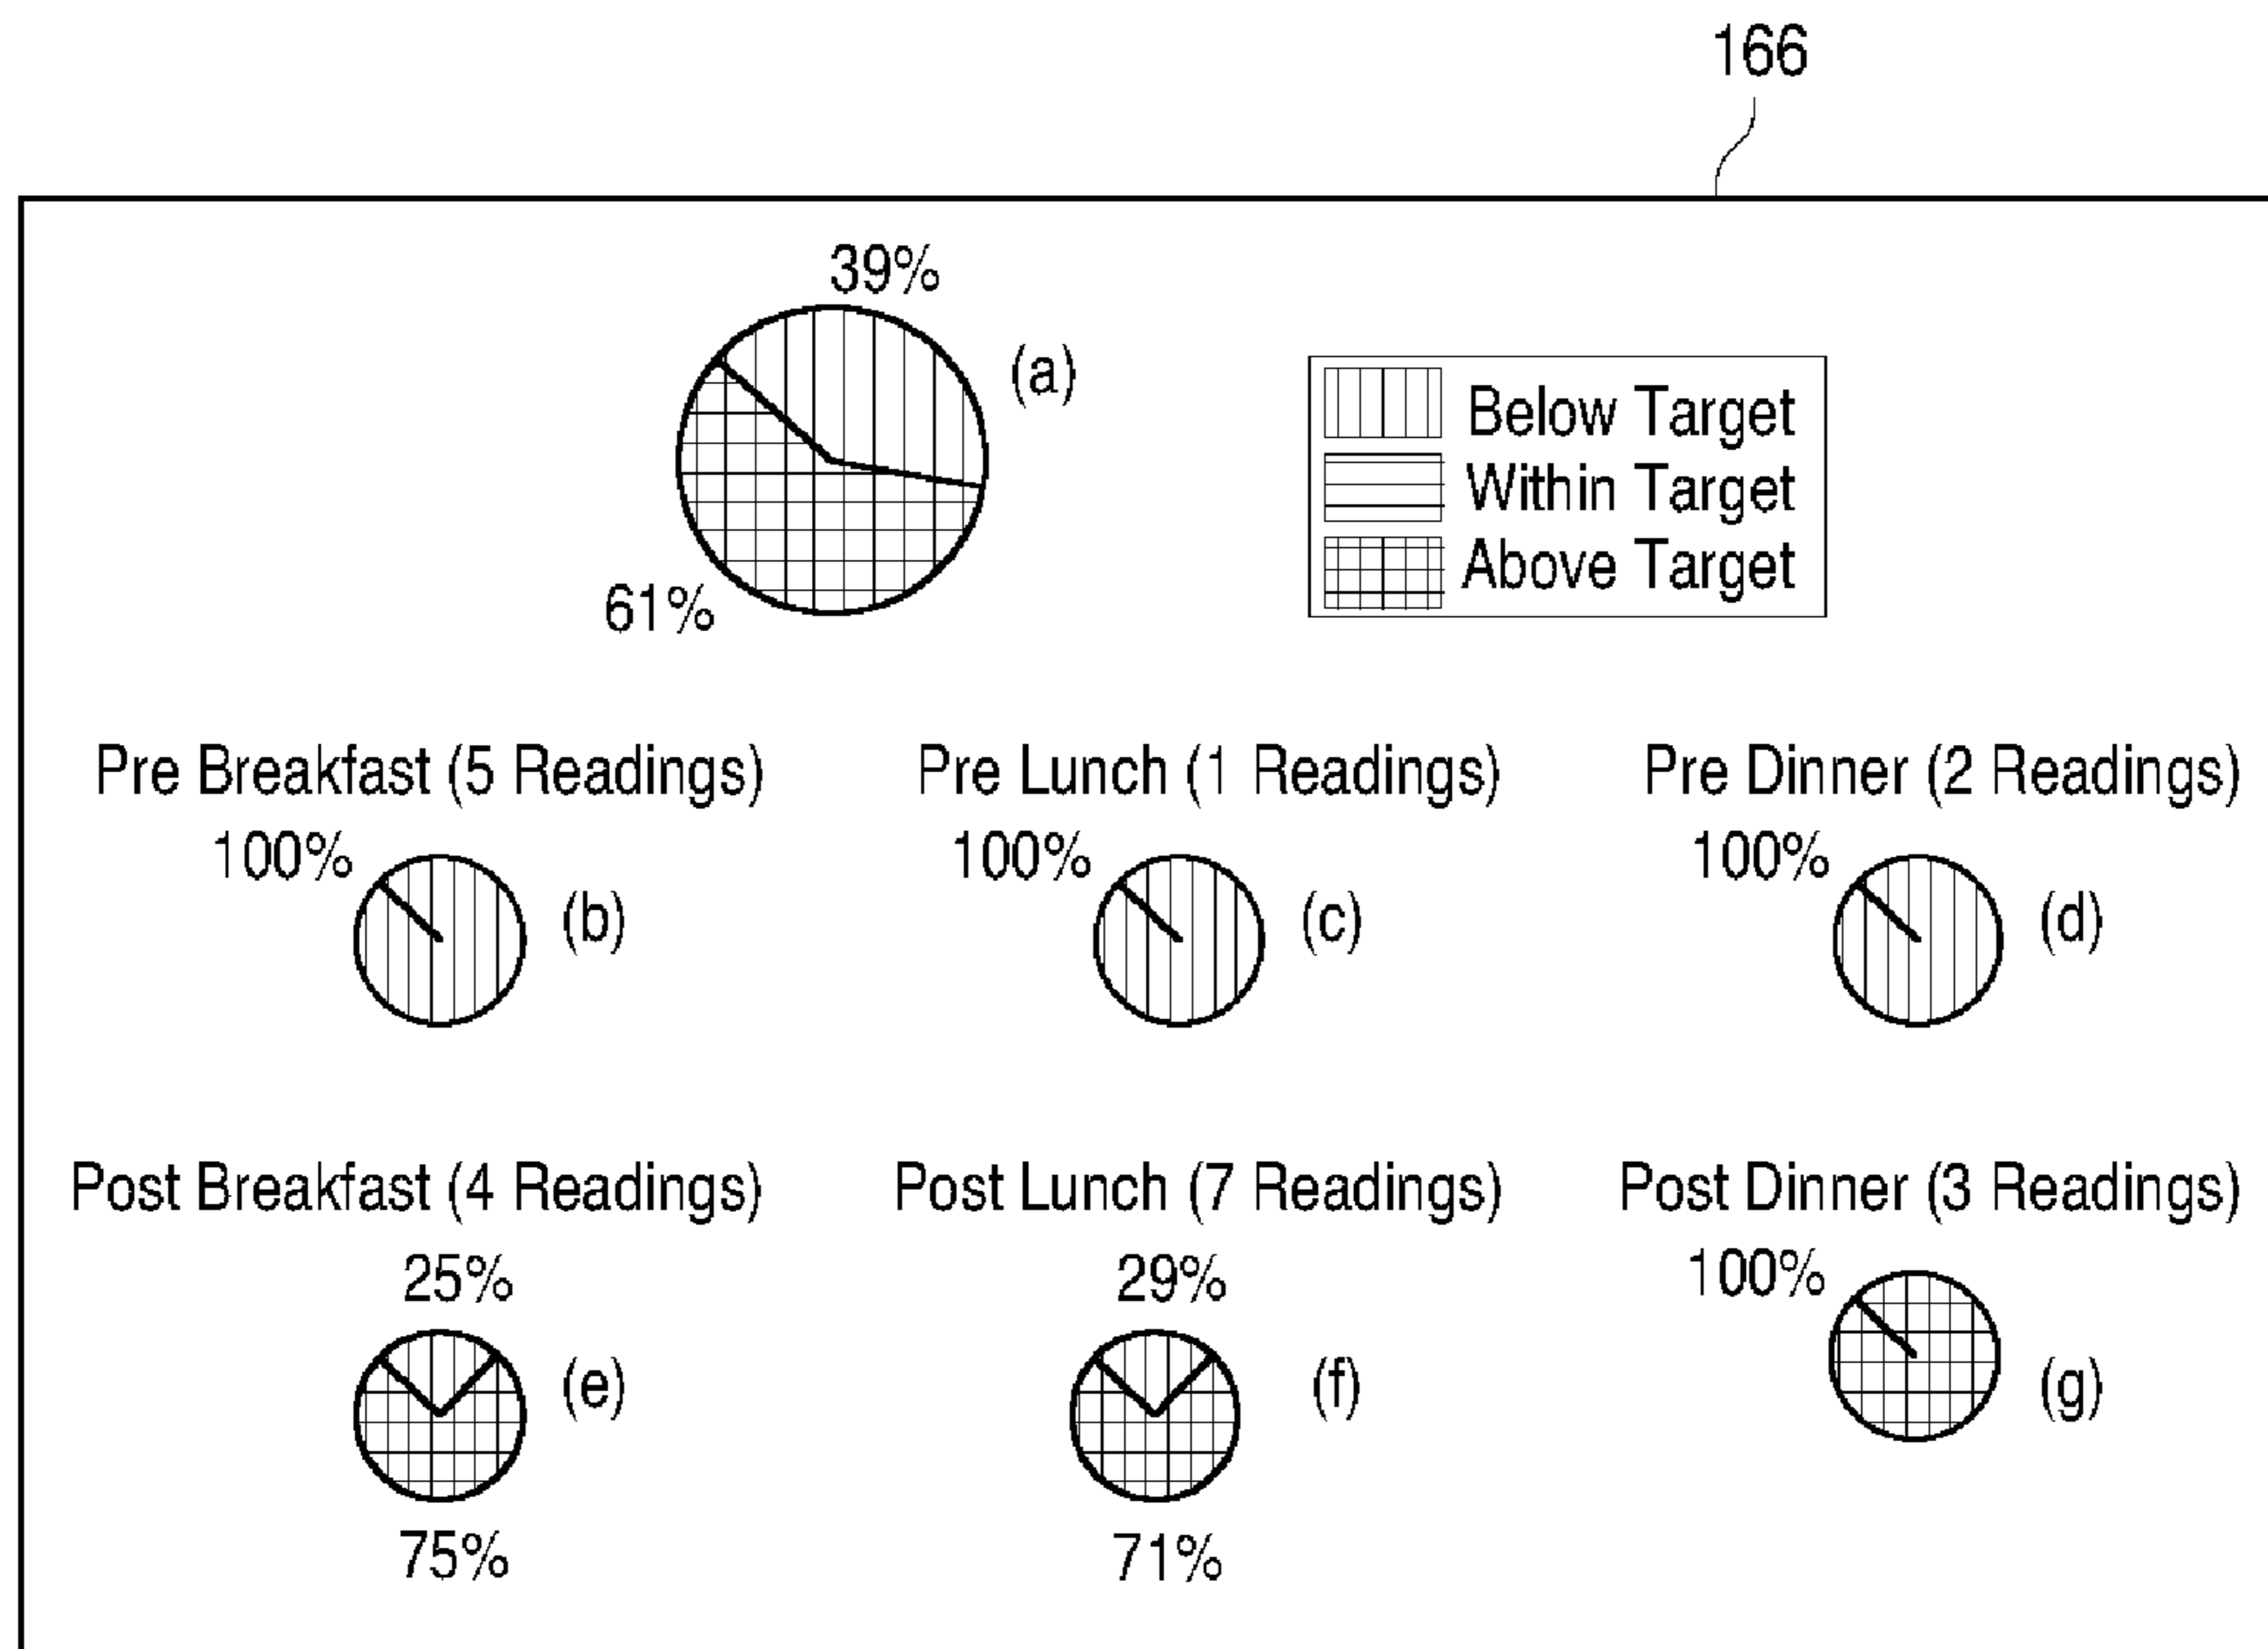 166
39%
(a)
61%
Below Target
Within Target
Above Target
Pre Breakfast (5 Readings)
Pre Lunch (1 Readings)
Pre Dinner (2 Readings)
100%
(b)
100%
(c)
100%
(d)
Post Breakfast (4 Readings)
Post Lunch (7 Readings)
Post Dinner (3 Readings)
25%
(e)
75%
29%
(f)
71%
100%
(g)